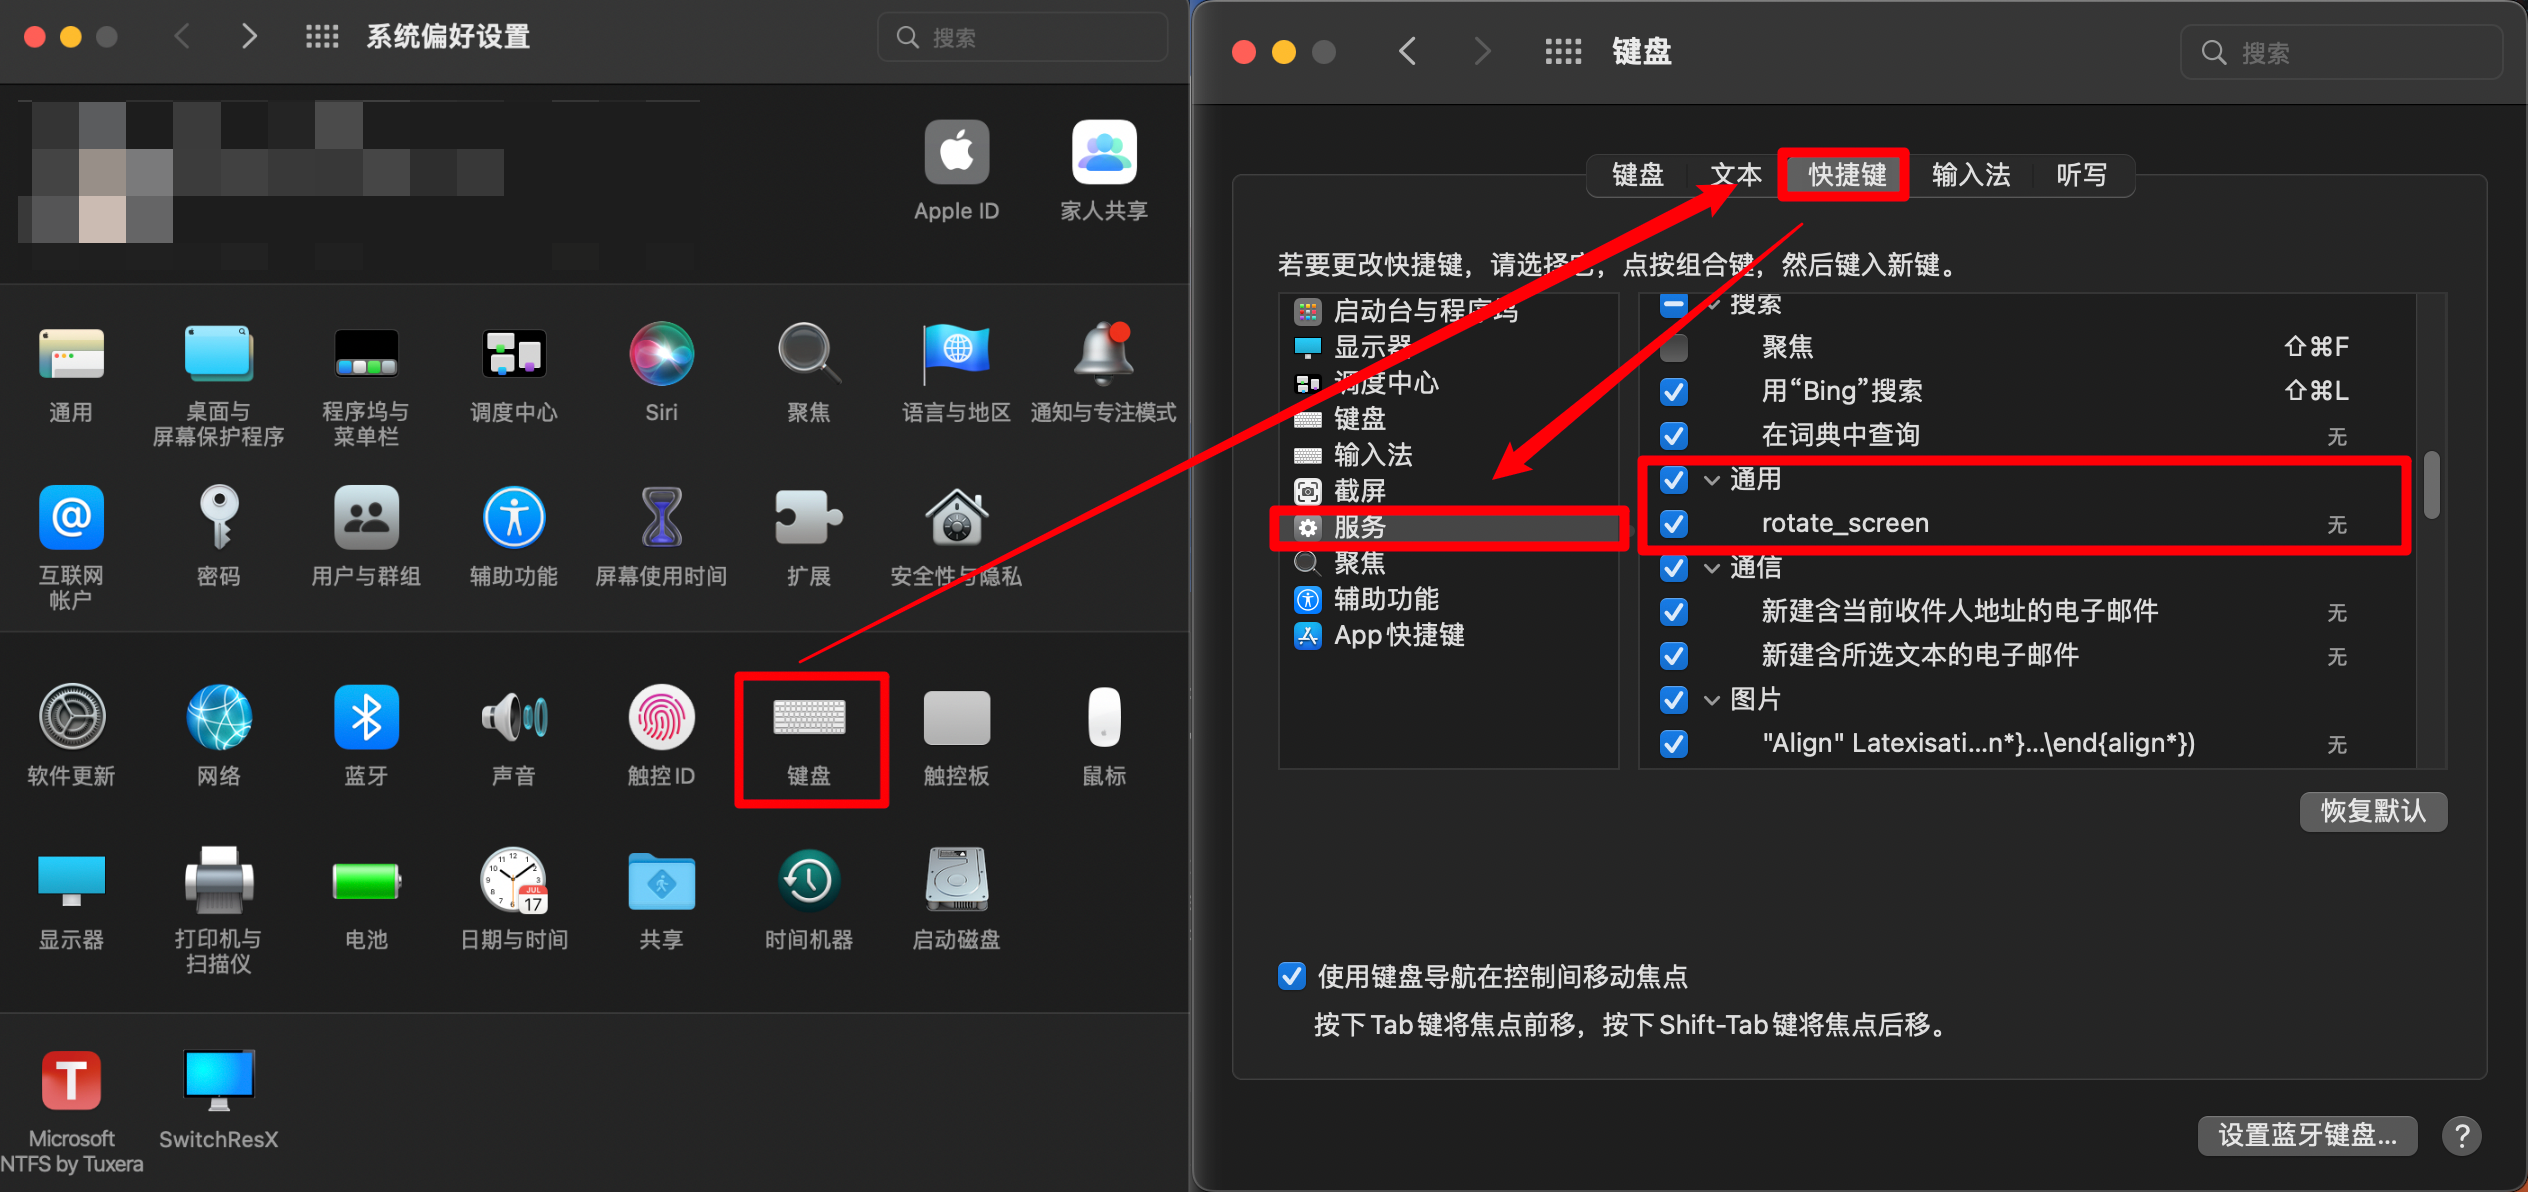 系统偏好设置
搜索
Apple ID
家人共享
通用
桌面与
屏幕保护程序
程序坞与
菜单栏
调度中心
Siri
聚焦
语言与地区
通知与专注模式
互联网
帐户
密码
用户与群组
辅助功能
屏幕使用时间
扩展
安全性与隐私
软件更新
网络
蓝牙
声音
触控 ID
键盘
触控板
鼠标
显示器
打印机与
扫描仪
电池
JUL
17
日期与时间
共享
时间机器
启动磁盘
Microsoft
NTFS by Tuxera
SwitchResX
键盘
搜索
键盘
文本
快捷键
输入法
听写
若要更改快捷键，请选择它，点按组合键，然后键入新键。
启动台与程序坞
显示器
调度中心
键盘
输入法
截屏
服务
聚焦
辅助功能
App 快捷键
搜索
聚焦 ⇧⌘F
用“Bing”搜索 ⇧⌘L
在词典中查询 无
通用
rotate_screen 无
通信
新建含当前收件人地址的电子邮件 无
新建含所选文本的电子邮件 无
图片
"Align" Latexisati...n*}...\end{align*}) 无
恢复默认
使用键盘导航在控制间移动焦点
按下 Tab 键将焦点前移，按下 Shift-Tab 键将焦点后移。
设置蓝牙键盘...
?